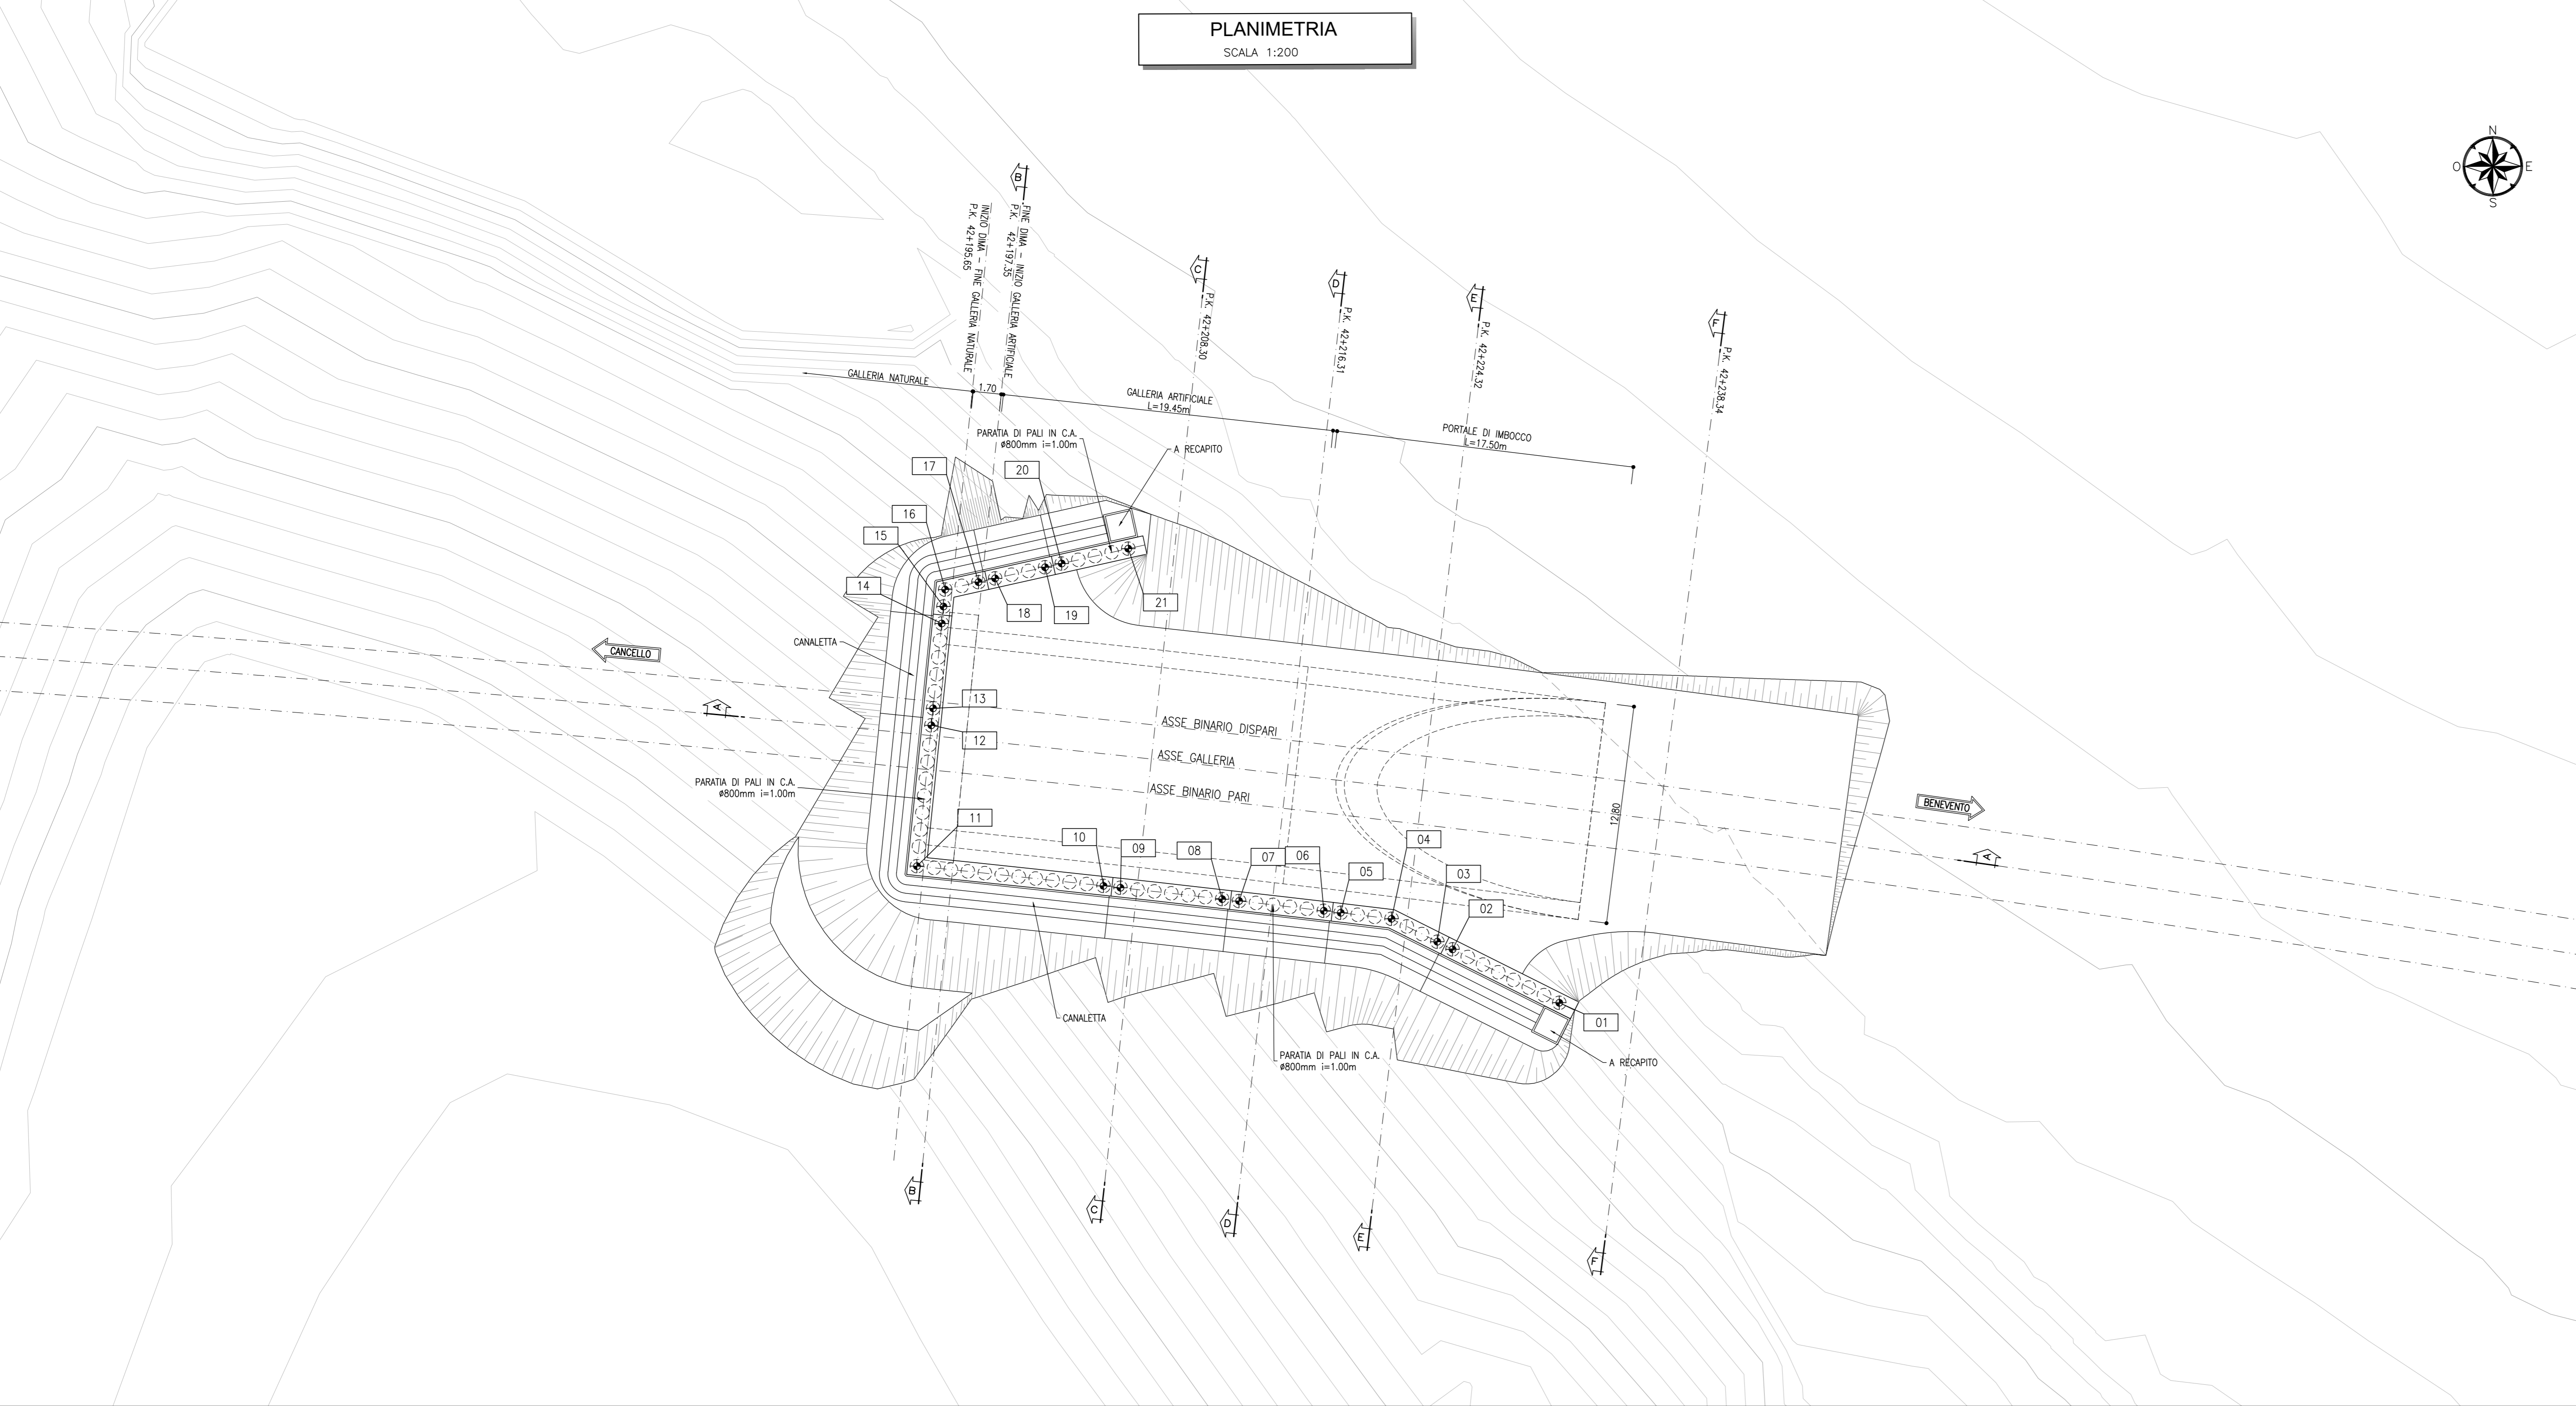 PLANIMETRIA
SCALA 1:200
N
O
E
S
B
INIZIO DIMA - FINE GALLERIA NATURALE
P.K. 42+195.65
FINE DIMA - INIZIO GALLERIA ARTIFICIALE
P.K. 42+197.35
C
P.K. 42+208.30
D
P.K. 42+216.31
E
P.K. 42+224.32
F
P.K. 42+238.34
GALLERIA NATURALE
1.70
GALLERIA ARTIFICIALE
L=19.45m
PORTALE DI IMBOCCO
L=17.50m
PARATIA DI PALI IN C.A.
ø800mm i=1.00m
A RECAPITO
17
20
16
15
14
18
19
21
CANALETTA
CANCELLO
A
13
12
ASSE BINARIO DISPARI
ASSE GALLERIA
ASSE BINARIO PARI
PARATIA DI PALI IN C.A.
ø800mm i=1.00m
12.80
BENEVENTO
A
11
10
09
08
07
06
05
04
03
02
01
CANALETTA
PARATIA DI PALI IN C.A.
ø800mm i=1.00m
A RECAPITO
B
C
D
E
F